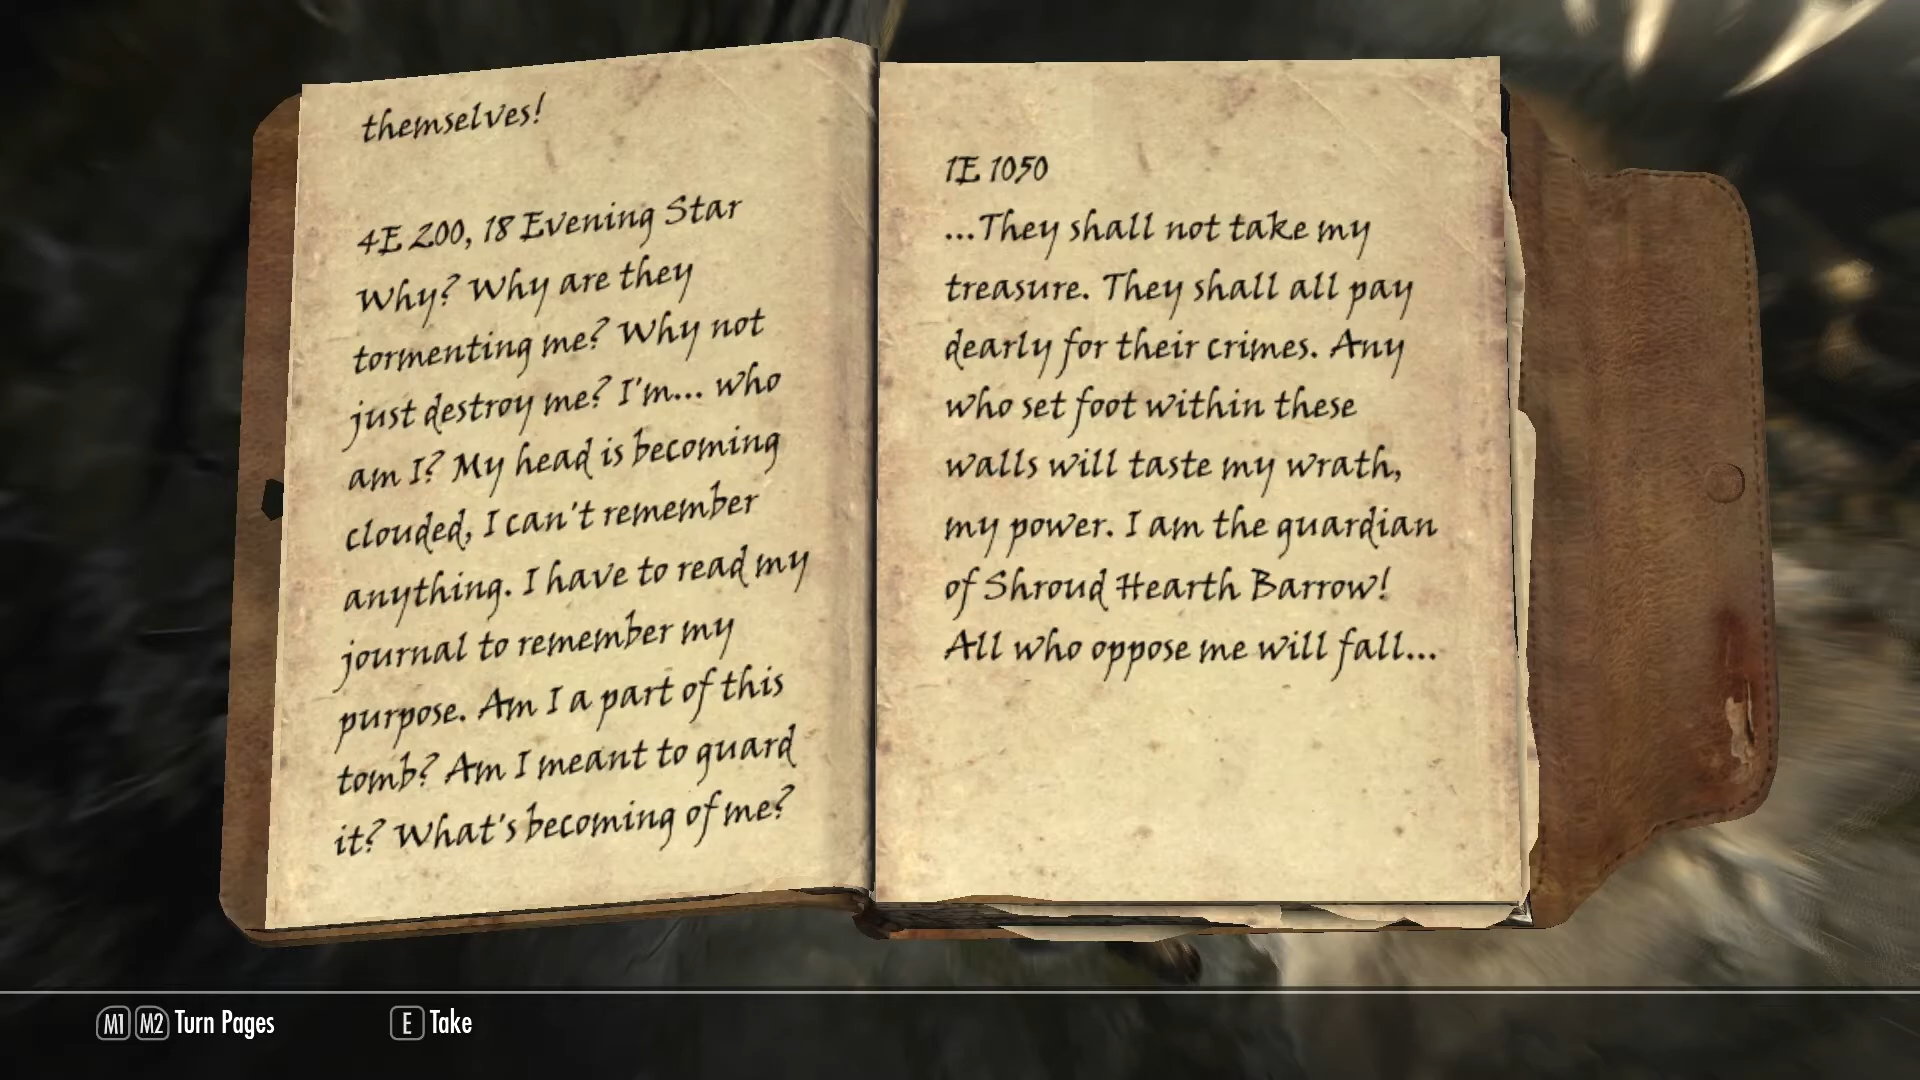 themselves!
4E 200, 18 Evening Star
Why? Why are they
tormenting me? Why not
just destroy me? I'm... who
am I? My head is becoming
clouded, I can't remember
anything. I have to read my
journal to remember my
purpose. Am I a part of this
tomb? Am I meant to guard
it? What's becoming of me?
1E 1050
...They shall not take my
treasure. They shall all pay
dearly for their crimes. Any
who set foot within these
walls will taste my wrath,
my power. I am the guardian
of Shroud Hearth Barrow!
All who oppose me will fall...
M1 M2 Turn Pages
E Take